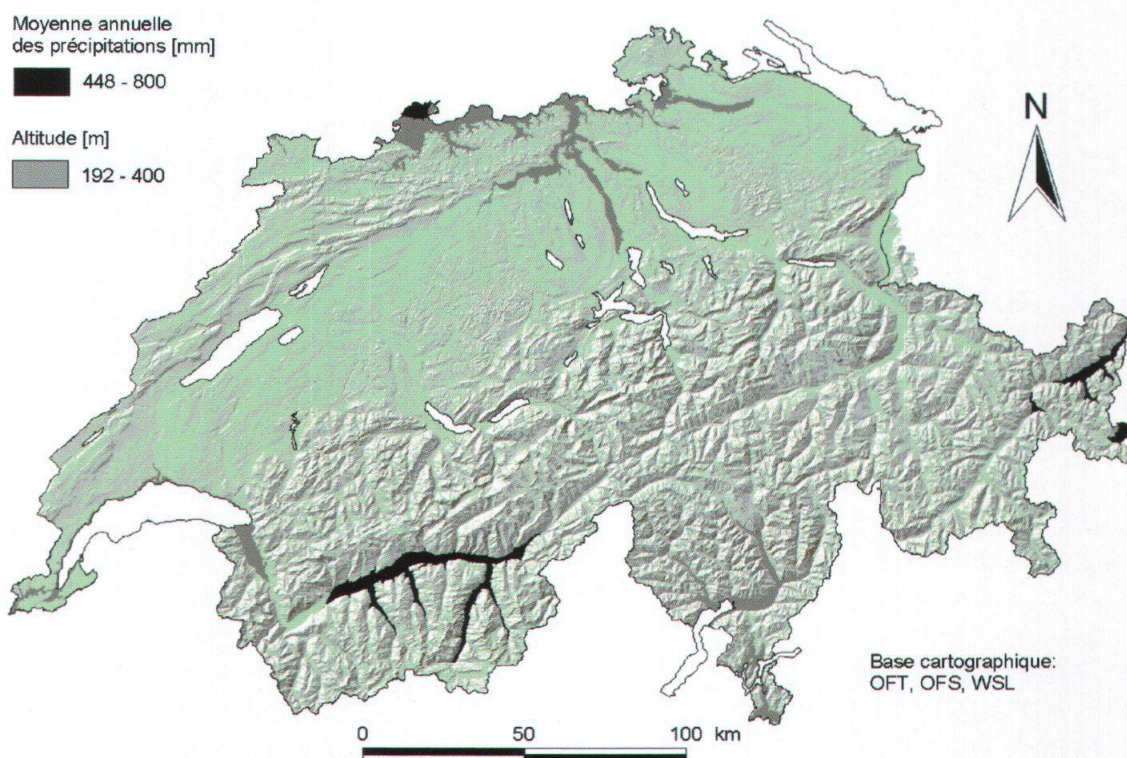 Moyenne annuelle
des précipitations [mm]
448 - 800
Altitude [m]
192 - 400
N
Base cartographique:
OFT, OFS, WSL
0 50 100 km